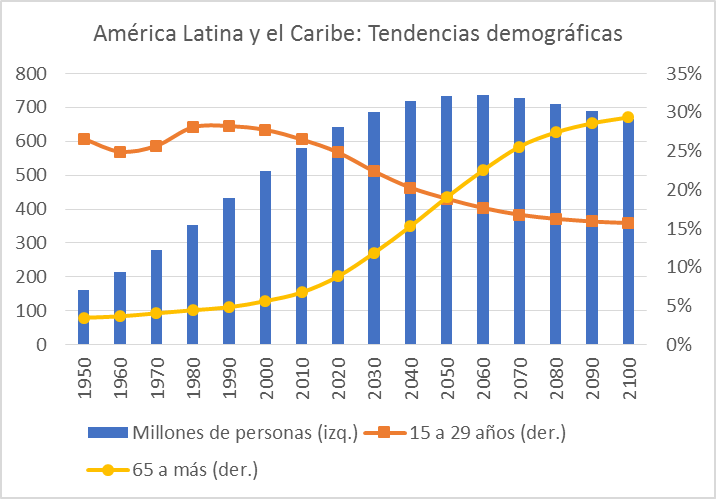 América Latina y el Caribe: Tendencias demográficas
800 35%
700 30%
600 25%
500 20%
400
300 15%
200 10%
100 5%
0 0%
1950 1960 1970 1980 1990 2000 2010 2020 2030 2040 2050 2060 2070 2080 2090 2100
Millones de personas (izq.) 15 a 29 años (der.)
65 a más (der.)